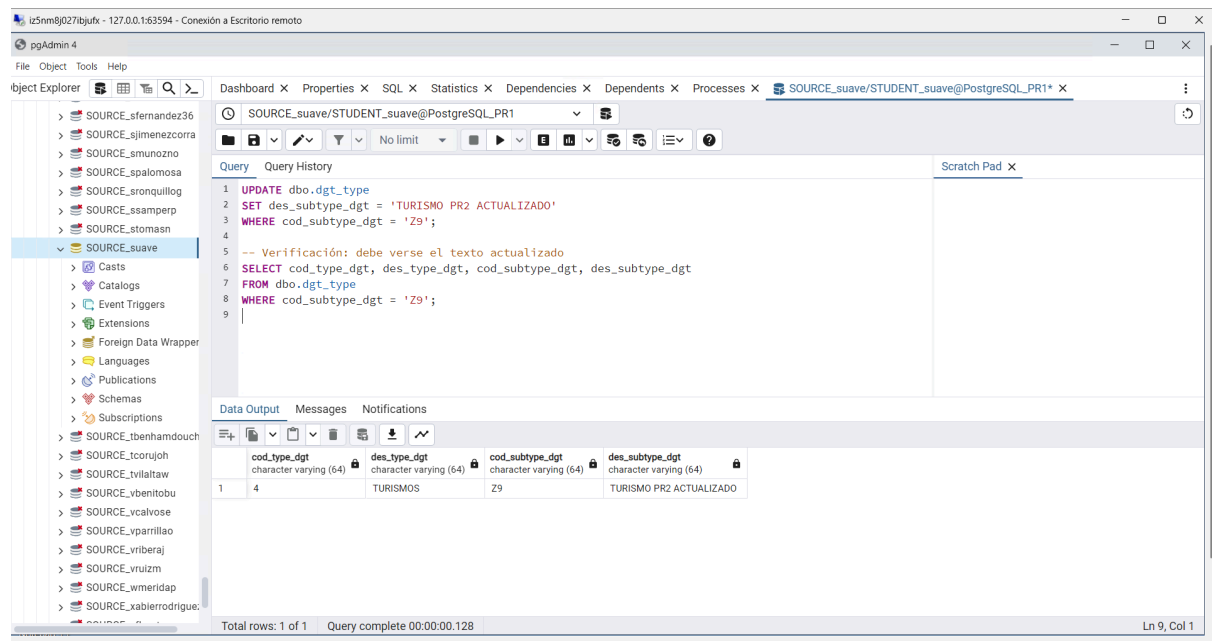 iz5nm8j027ibjufx - 127.0.0.1:63594 - Conexión a Escritorio remoto
pgAdmin 4
File Object Tools Help
bject Explorer
Dashboard Properties SQL Statistics Dependencies Dependents Processes SOURCE_suave/STUDENT_suave@PostgreSQL_PR1*
SOURCE_sfernandez36
SOURCE_sjimenezcorra
SOURCE_smunozno
SOURCE_spalomosa
SOURCE_sronquillog
SOURCE_ssamperp
SOURCE_stomasn
SOURCE_suave
Casts
Catalogs
Event Triggers
Extensions
Foreign Data Wrapper
Languages
Publications
Schemas
Subscriptions
SOURCE_tbenhamdouch
SOURCE_tcorujoh
SOURCE_tvilaltaw
SOURCE_vbenitobu
SOURCE_vcalvose
SOURCE_vparrillao
SOURCE_vriberaj
SOURCE_vruizm
SOURCE_wmeridap
SOURCE_xabierrodrigue
SOURCE_suave/STUDENT_suave@PostgreSQL_PR1
No limit
Query Query History
Scratch Pad
1 UPDATE dbo.dgt_type
2 SET des_subtype_dgt = 'TURISMO PR2 ACTUALIZADO'
3 WHERE cod_subtype_dgt = 'Z9';
4
5 -- Verificación: debe verse el texto actualizado
6 SELECT cod_type_dgt, des_type_dgt, cod_subtype_dgt, des_subtype_dgt
7 FROM dbo.dgt_type
8 WHERE cod_subtype_dgt = 'Z9';
9
Data Output Messages Notifications
cod_type_dgt des_type_dgt cod_subtype_dgt des_subtype_dgt
character varying (64) character varying (64) character varying (64) character varying (64)
1 4 TURISMOS Z9 TURISMO PR2 ACTUALIZADO
Total rows: 1 of 1 Query complete 00:00:00.128 Ln 9, Col 1